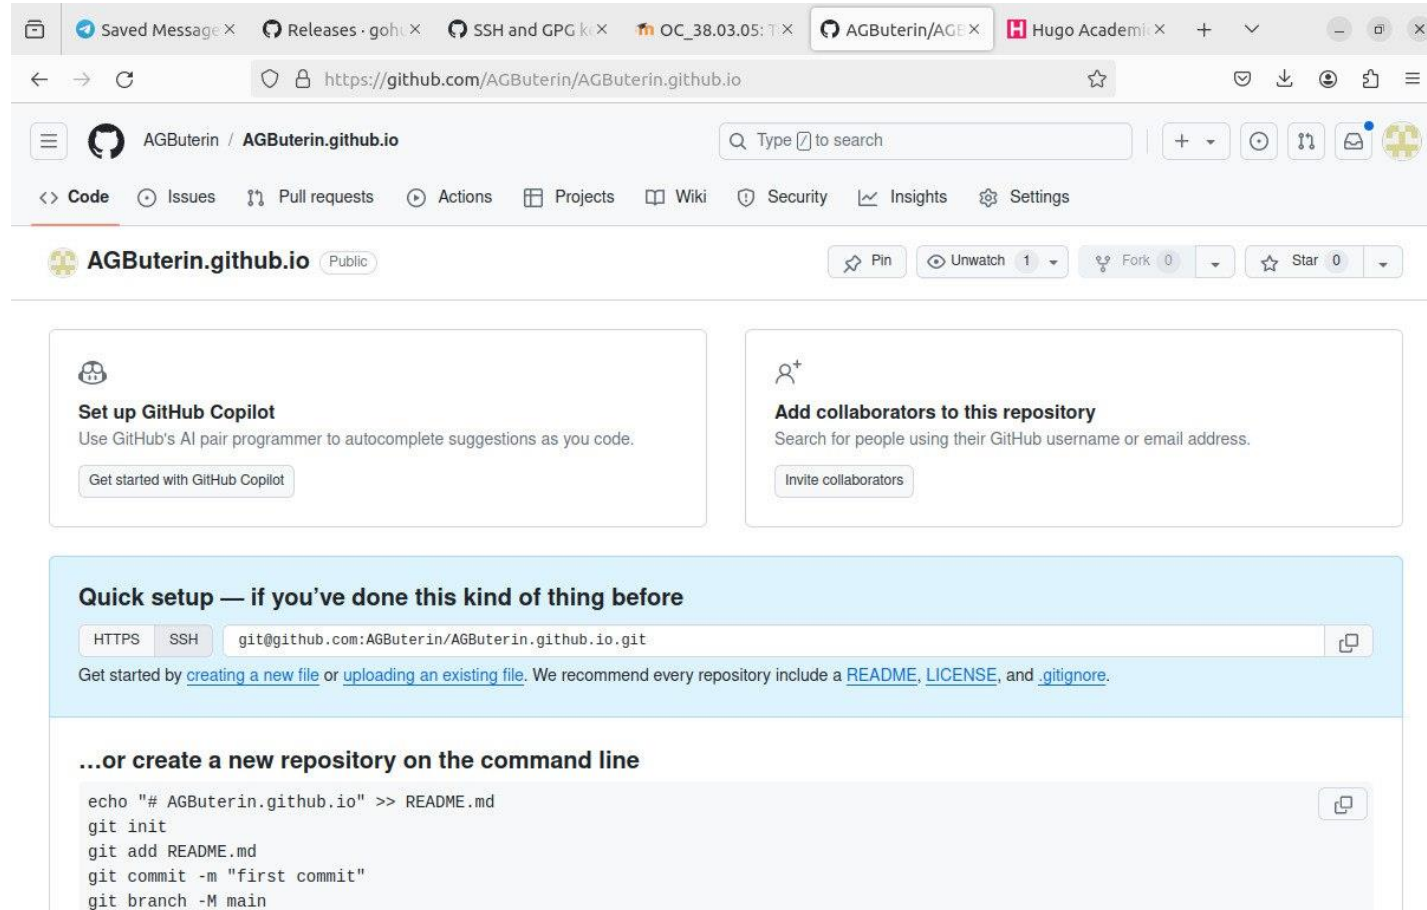 Saved Message
Releases · gohu
SSH and GPG ke
OC_38.03.05: T
AGButerin/AGB
Hugo Academi
https://github.com/AGButerin/AGButerin.github.io
AGButerin / AGButerin.github.io
Type / to search
Code
Issues
Pull requests
Actions
Projects
Wiki
Security
Insights
Settings
AGButerin.github.io Public
Pin
Unwatch 1
Fork 0
Star 0
Set up GitHub Copilot
Use GitHub's AI pair programmer to autocomplete suggestions as you code.
Get started with GitHub Copilot
Add collaborators to this repository
Search for people using their GitHub username or email address.
Invite collaborators
Quick setup — if you’ve done this kind of thing before
HTTPS SSH git@github.com:AGButerin/AGButerin.github.io.git
Get started by creating a new file or uploading an existing file. We recommend every repository include a README, LICENSE, and .gitignore.
…or create a new repository on the command line
echo "# AGButerin.github.io" >> README.md
git init
git add README.md
git commit -m "first commit"
git branch -M main